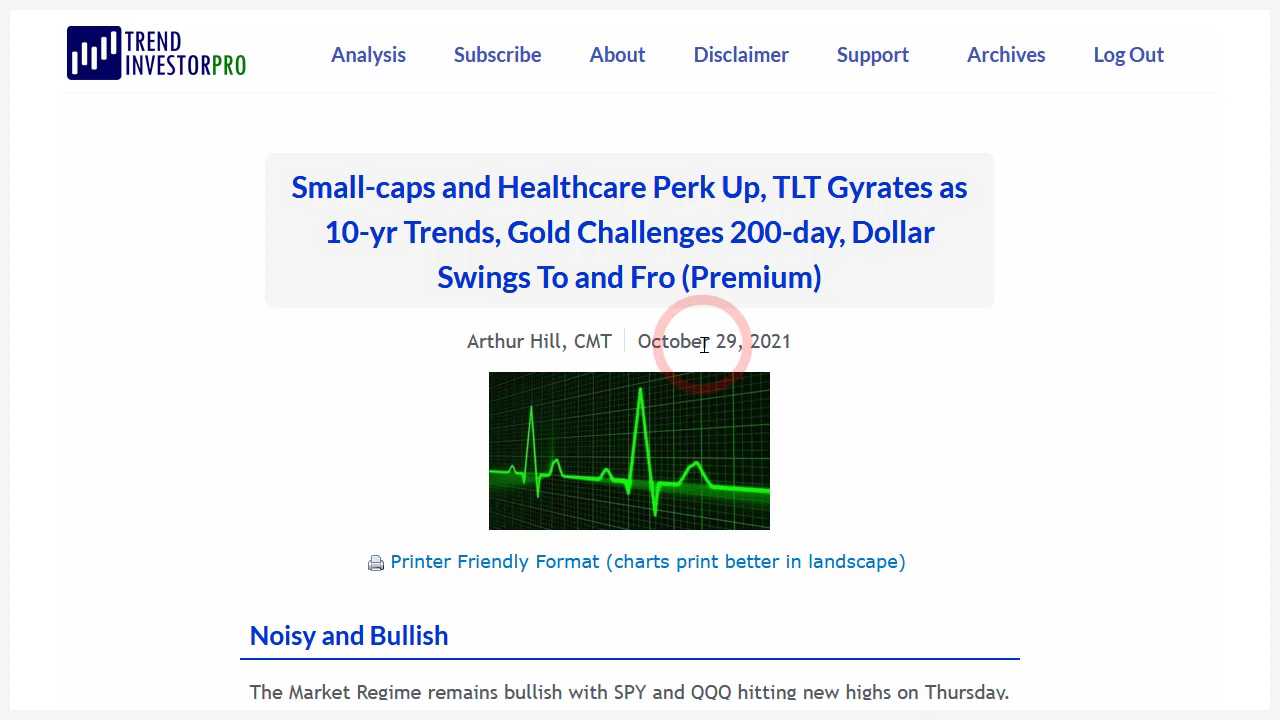 TREND
INVESTORPRO
Analysis
Subscribe
About
Disclaimer
Support
Archives
Log Out
Small-caps and Healthcare Perk Up, TLT Gyrates as
10-yr Trends, Gold Challenges 200-day, Dollar
Swings To and Fro (Premium)
Arthur Hill, CMT
October 29, 2021
Printer Friendly Format (charts print better in landscape)
Noisy and Bullish
The Market Regime remains bullish with SPY and QQQ hitting new highs on Thursday.